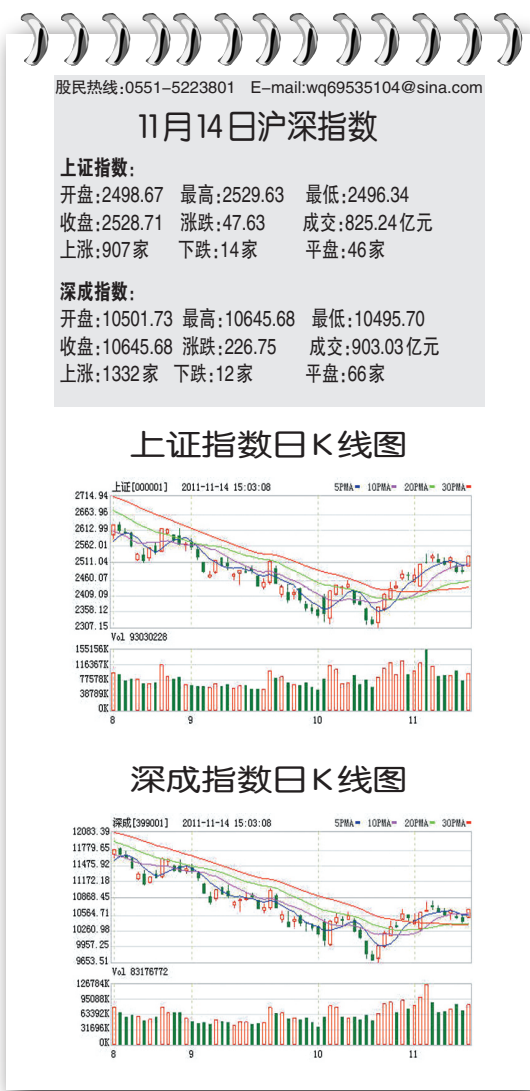 股民热线:0551-5223801 E-mail:wq69535104@sina.com
11月14日沪深指数
上证指数:
开盘:2498.67 最高:2529.63 最低:2496.34
收盘:2528.71 涨跌:47.63 成交:825.24亿元
上涨:907家 下跌:14家 平盘:46家
深成指数:
开盘:10501.73 最高:10645.68 最低:10495.70
收盘:10645.68 涨跌:226.75 成交:903.03亿元
上涨:1332家 下跌:12家 平盘:66家
上证指数日K线图
上证[000001] 2011-11-14 15:03:08 5PMA 10PMA 20PMA 30PMA
2714.94
2663.96
2612.99
2562.01
2511.04
2460.07
2409.09
2358.12
2307.15
Vol 93030228
155156K
116367K
77578K
38789K
0K
8 9 10 11
深成指数日K线图
深成[399001] 2011-11-14 15:03:08 5PMA 10PMA 20PMA 30PMA
12083.39
11779.65
11475.92
11172.18
10868.45
10564.71
10260.98
9957.25
9653.51
Vol 83176772
126784K
95088K
63392K
31696K
0K
8 9 10 11